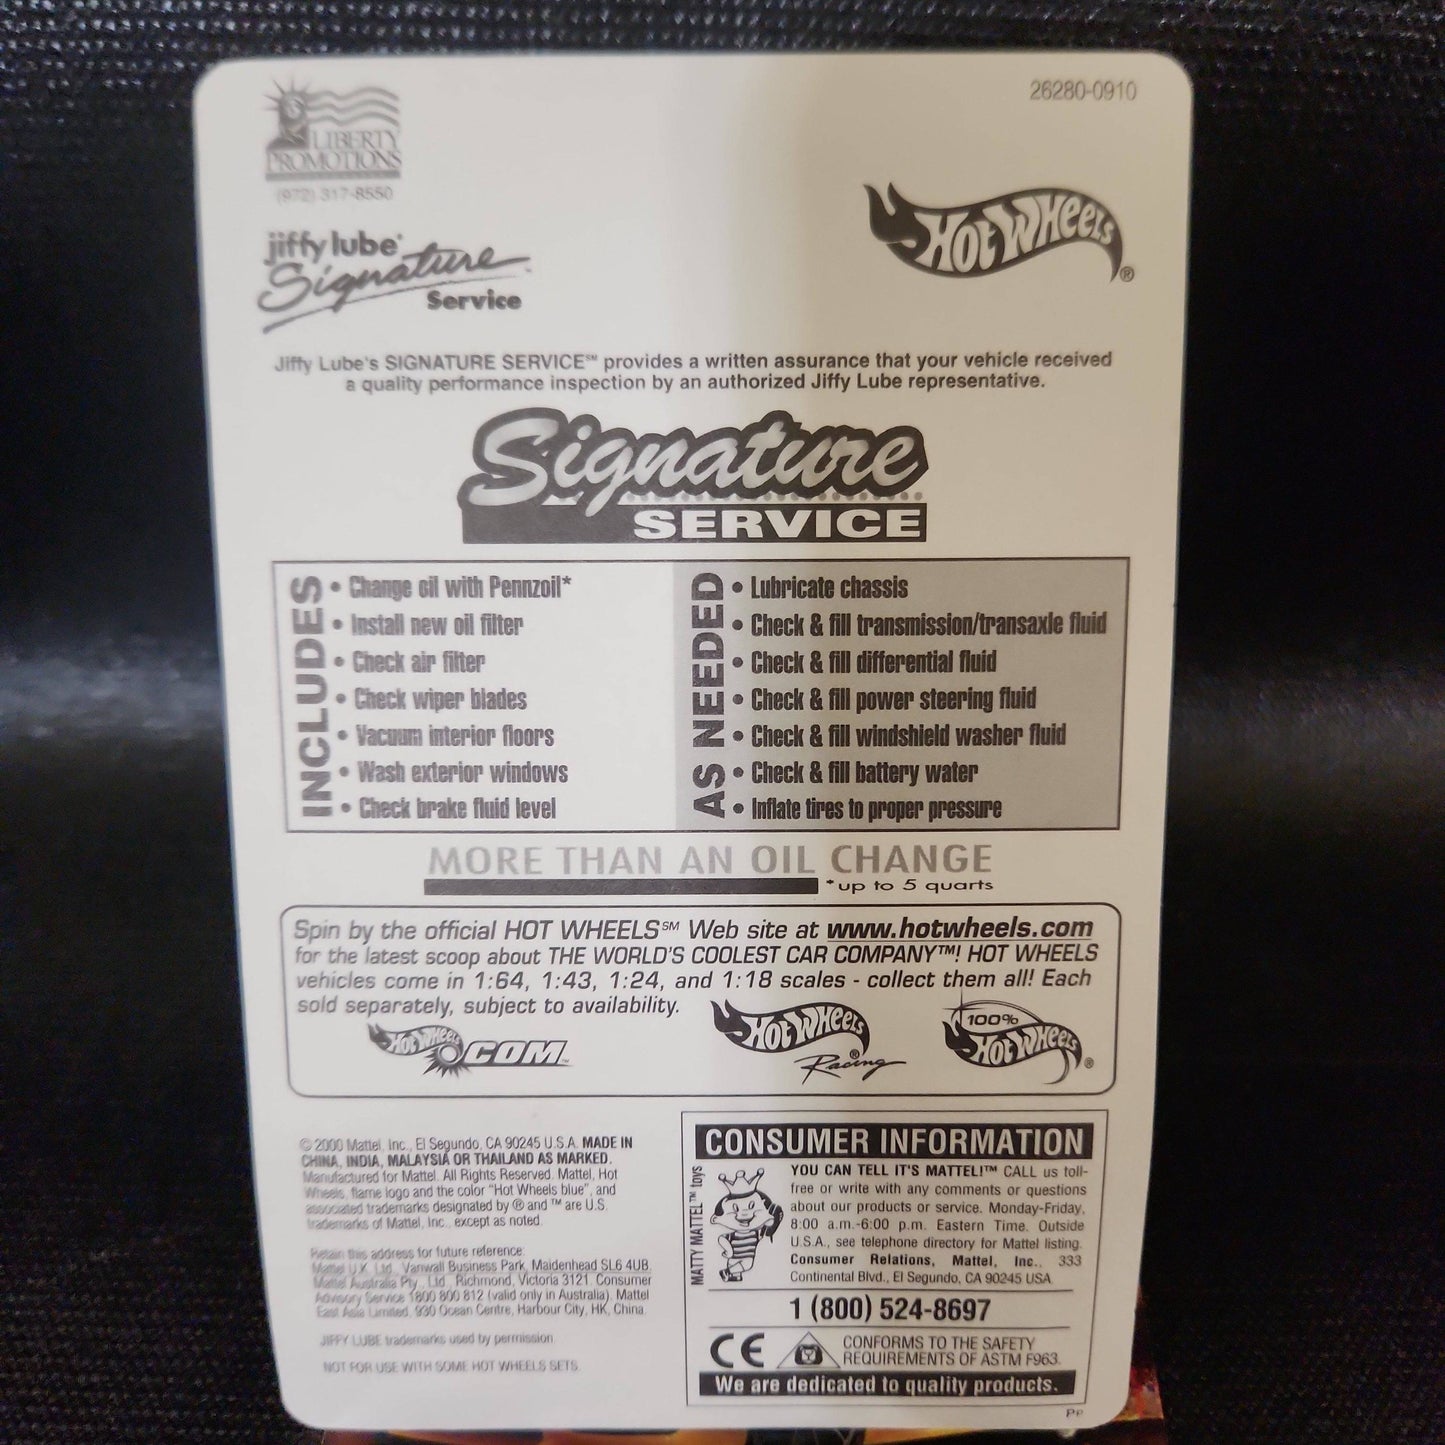 LIBERTY
PROMOTIONS
(972) 317-8550
26280-0910
HOT WHEELS®
jiffy lube®
Signature
Service
Jiffy Lube's SIGNATURE SERVICE℠ provides a written assurance that your vehicle received
a quality performance inspection by an authorized Jiffy Lube representative.
Signature
SERVICE
INCLUDES
• Change oil with Pennzoil*
• Install new oil filter
• Check air filter
• Check wiper blades
• Vacuum interior floors
• Wash exterior windows
• Check brake fluid level
AS NEEDED
• Lubricate chassis
• Check & fill transmission/transaxle fluid
• Check & fill differential fluid
• Check & fill power steering fluid
• Check & fill windshield washer fluid
• Check & fill battery water
• Inflate tires to proper pressure
MORE THAN AN OIL CHANGE
*up to 5 quarts
Spin by the official HOT WHEELS℠ Web site at www.hotwheels.com
for the latest scoop about THE WORLD'S COOLEST CAR COMPANY™! HOT WHEELS
vehicles come in 1:64, 1:43, 1:24, and 1:18 scales - collect them all! Each
sold separately, subject to availability.
HOT WHEELS.COM™
HOT WHEELS®
Racing
100%
HOT WHEELS®
© 2000 Mattel, Inc., El Segundo, CA 90245 U.S.A. MADE IN
CHINA, INDIA, MALAYSIA OR THAILAND AS MARKED.
Manufactured for Mattel. All Rights Reserved. Mattel, Hot
Wheels, flame logo and the color "Hot Wheels blue", and
associated trademarks designated by ® and ™ are U.S.
trademarks of Mattel, Inc., except as noted.
Retain this address for future reference:
Mattel U.K. Ltd., Vanwall Business Park, Maidenhead SL6 4UB.
Mattel Australia Pty., Ltd., Richmond, Victoria 3121. Consumer
Advisory Service 1800 800 812 (valid only in Australia). Mattel
East Asia Limited, 930 Ocean Centre, Harbour City, HK, China.
JIFFY LUBE trademarks used by permission.
NOT FOR USE WITH SOME HOT WHEELS SETS.
CONSUMER INFORMATION
MATTY MATTEL™ toys
YOU CAN TELL IT'S MATTEL!™ CALL us toll-
free or write with any comments or questions
about our products or service. Monday-Friday,
8:00 a.m.-6:00 p.m. Eastern Time. Outside
U.S.A., see telephone directory for Mattel listing.
Consumer Relations, Mattel, Inc., 333
Continental Blvd., El Segundo, CA 90245 USA.
1 (800) 524-8697
CE
CONFORMS TO THE SAFETY
REQUIREMENTS OF ASTM F963.
We are dedicated to quality products.
PP